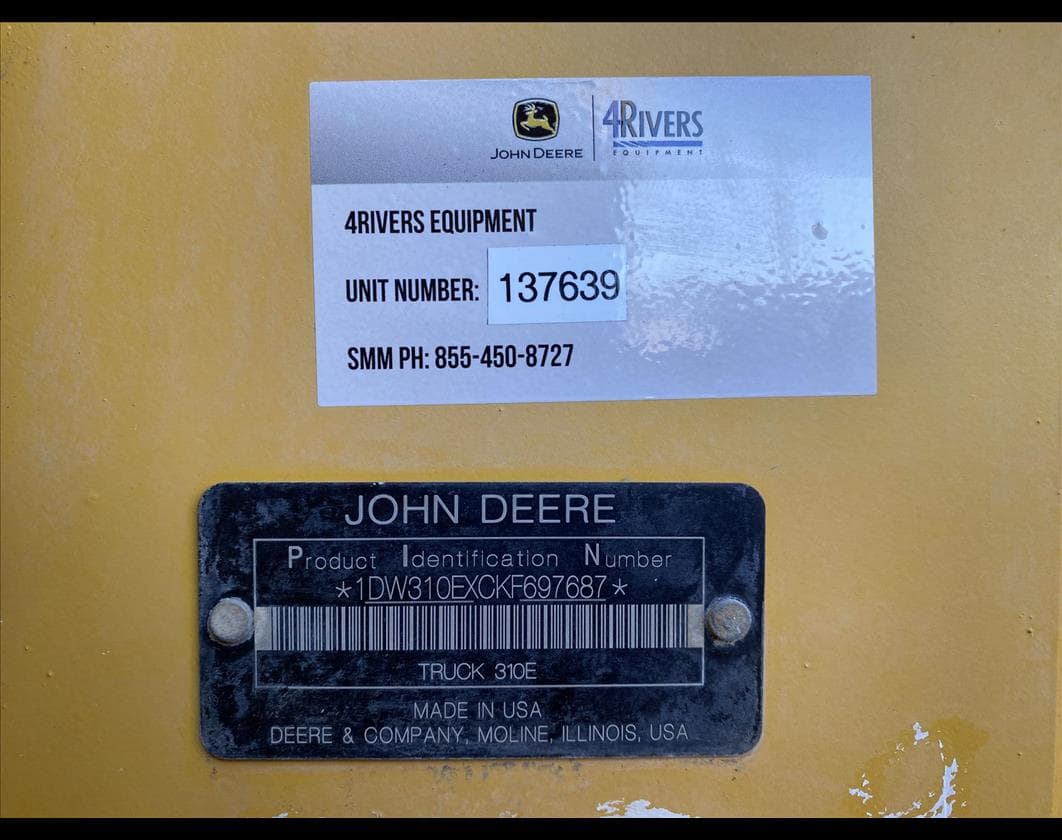 JOHN DEERE
4RIVERS
EQUIPMENT
4RIVERS EQUIPMENT
UNIT NUMBER: 137639
SMM PH: 855-450-8727
JOHN DEERE
Product Identification Number
*1DW310EXCKF697687*
TRUCK 310E
MADE IN USA
DEERE & COMPANY, MOLINE, ILLINOIS, USA